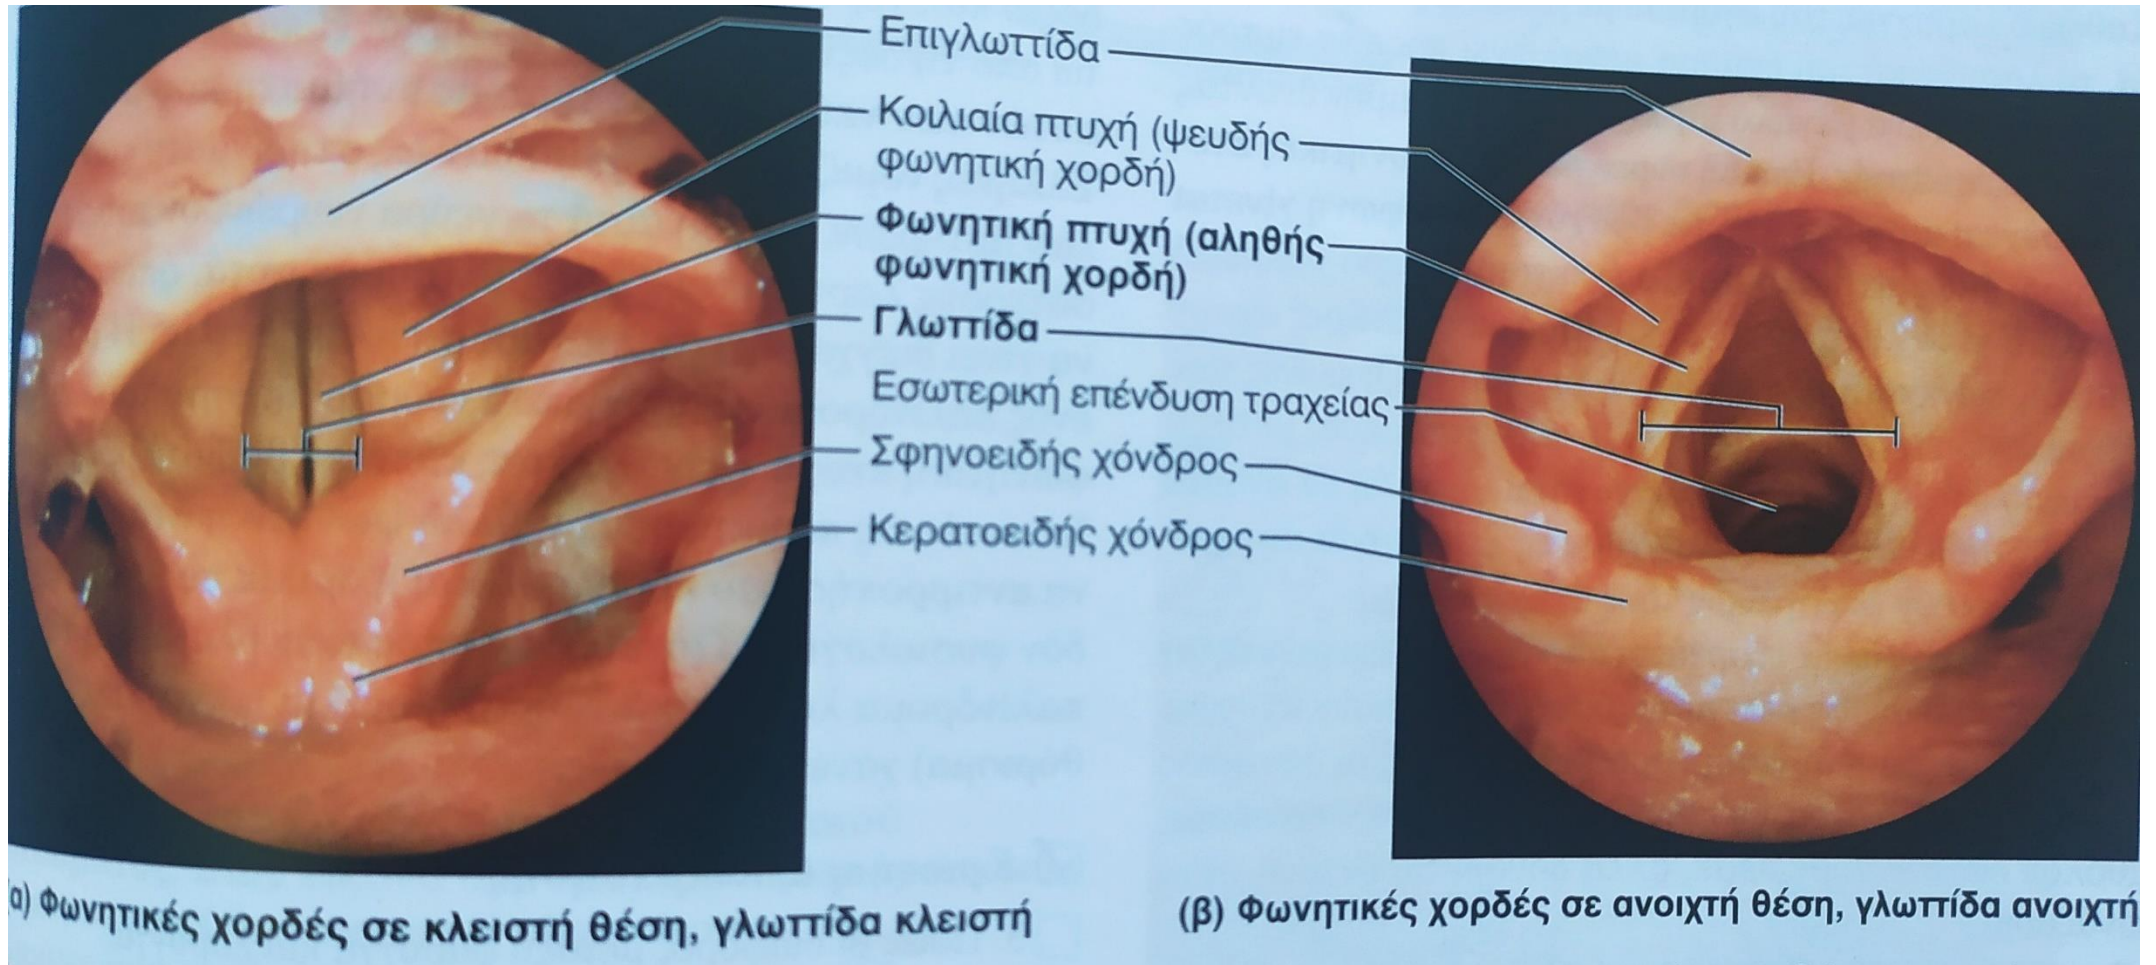 Επιγλωττίδα
Κοιλιαία πτυχή (ψευδής
φωνητική χορδή)
Φωνητική πτυχή (αληθής
φωνητική χορδή)
Γλωττίδα
Εσωτερική επένδυση τραχείας
Σφηνοειδής χόνδρος
Κερατοειδής χόνδρος
(α) Φωνητικές χορδές σε κλειστή θέση, γλωττίδα κλειστή
(β) Φωνητικές χορδές σε ανοιχτή θέση, γλωττίδα ανοιχτή